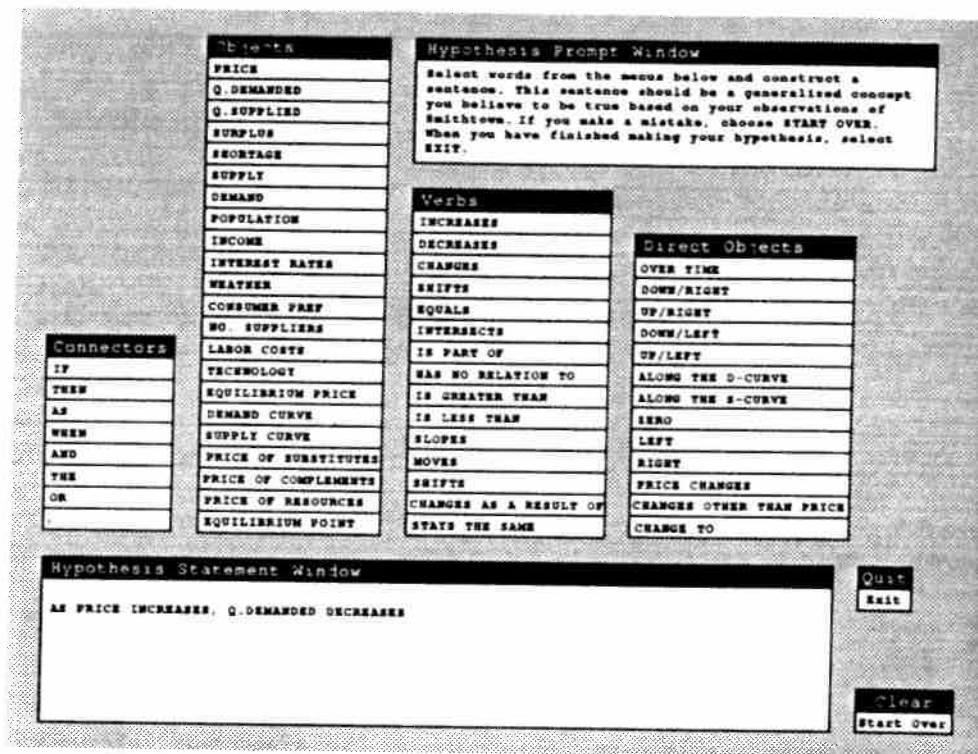 Objects
PRICE
Q.DEMANDED
Q.SUPPLIED
SURPLUS
SHORTAGE
SUPPLY
DEMAND
POPULATION
INCOME
INTEREST RATES
WEATHER
CONSUMER PREF
NO. SUPPLIERS
LABOR COSTS
TECHNOLOGY
EQUILIBRIUM PRICE
DEMAND CURVE
SUPPLY CURVE
PRICE OF SUBSTITUTES
PRICE OF COMPLEMENTS
PRICE OF RESOURCES
EQUILIBRIUM POINT
Hypothesis Prompt Window
Select words from the menus below and construct a
sentence. This sentence should be a generalized concept
you believe to be true based on your observations of
Smithtown. If you make a mistake, choose START OVER.
When you have finished making your hypothesis, select
EXIT.
Verbs
INCREASES
DECREASES
CHANGES
SHIFTS
EQUALS
INTERSECTS
IS PART OF
HAS NO RELATION TO
IS GREATER THAN
IS LESS THAN
SLOPES
MOVES
SHIFTS
CHANGES AS A RESULT OF
STAYS THE SAME
Direct Objects
OVER TIME
DOWN/RIGHT
UP/RIGHT
DOWN/LEFT
UP/LEFT
ALONG THE D-CURVE
ALONG THE S-CURVE
ZERO
LEFT
RIGHT
PRICE CHANGES
CHANGES OTHER THAN PRICE
CHANGE TO
Connectors
IF
THEN
AS
WHEN
AND
THE
OR
.
Hypothesis Statement Window
AS PRICE INCREASES, Q.DEMANDED DECREASES
Quit
Exit
Clear
Start Over